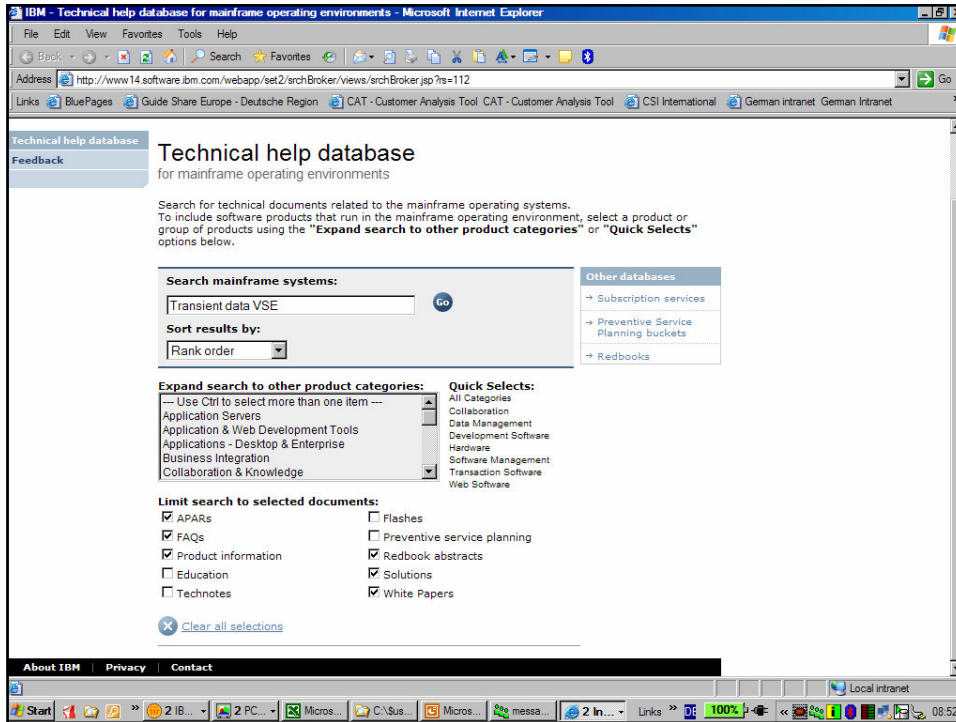 IBM - Technical help database for mainframe operating environments - Microsoft Internet Explorer
File Edit View Favorites Tools Help
Back Search Favorites
Address http://www14.software.ibm.com/webapp/set2/srchBroker/views/srchBroker.jsp?rs=112 Go
Links BluePages Guide Share Europe - Deutsche Region CAT - Customer Analysis Tool CAT - Customer Analysis Tool CSI International German intranet German Intranet
Technical help database
Feedback
Technical help database
for mainframe operating environments
Search for technical documents related to the mainframe operating systems.
To include software products that run in the mainframe operating environment, select a product or
group of products using the "Expand search to other product categories" or "Quick Selects"
options below.
Search mainframe systems:
Transient data VSE Go
Sort results by:
Rank order
Other databases
→ Subscription services
→ Preventive Service
Planning buckets
→ Redbooks
Expand search to other product categories:
--- Use Ctrl to select more than one item ---
Application Servers
Application & Web Development Tools
Applications - Desktop & Enterprise
Business Integration
Collaboration & Knowledge
Quick Selects:
All Categories
Collaboration
Data Management
Development Software
Hardware
Software Management
Transaction Software
Web Software
Limit search to selected documents:
APARs
FAQs
Product information
Education
Technotes
Flashes
Preventive service planning
Redbook abstracts
Solutions
White Papers
Clear all selections
About IBM | Privacy | Contact
Local intranet
Start » 2 IB... 2 PC... Micros... C:\$us... Micros... messa... 2 In... Links » DE 100% « 08:52